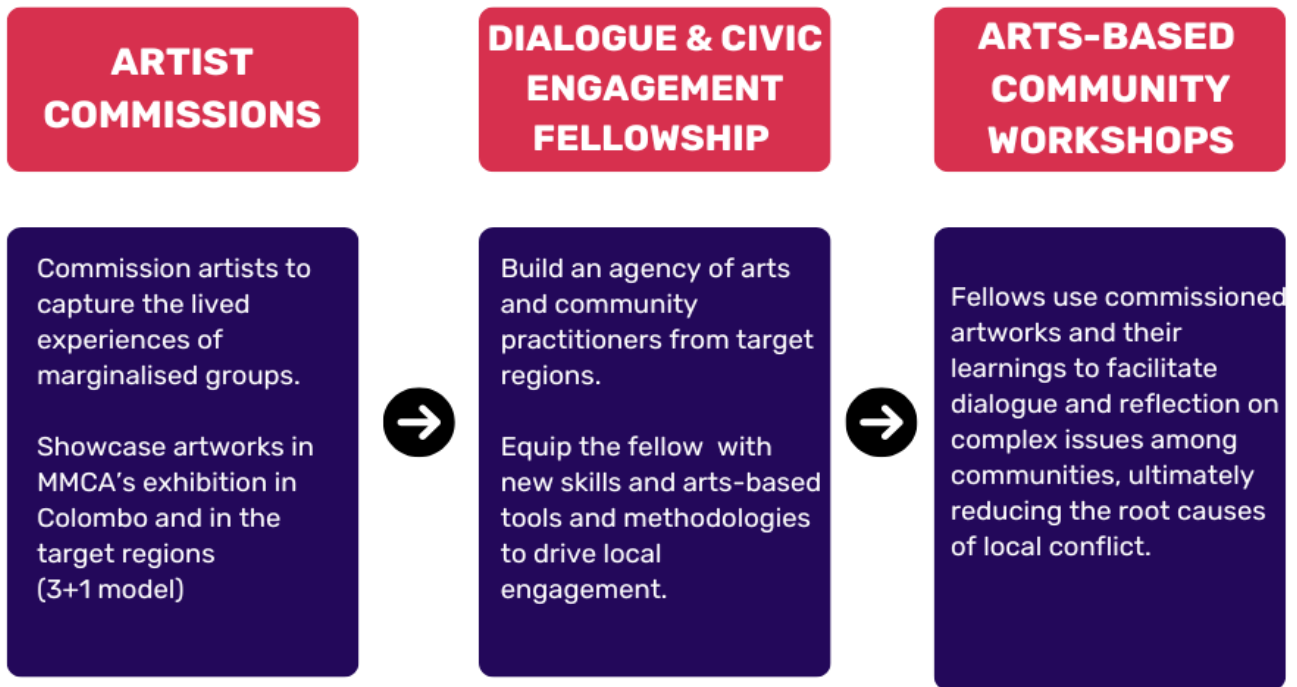 ARTIST
COMMISSIONS
DIALOGUE & CIVIC
ENGAGEMENT
FELLOWSHIP
ARTS-BASED
COMMUNITY
WORKSHOPS
Commission artists to
capture the lived
experiences of
marginalised groups.
Showcase artworks in
MMCA's exhibition in
Colombo and in the
target regions
(3+1 model)
Build an agency of arts
and community
practitioners from target
regions.
Equip the fellow  with
new skills and arts-based
tools and methodologies
to drive local
engagement.
Fellows use commissioned
artworks and their
learnings to facilitate
dialogue and reflection on
complex issues among
communities, ultimately
reducing the root causes
of local conflict.